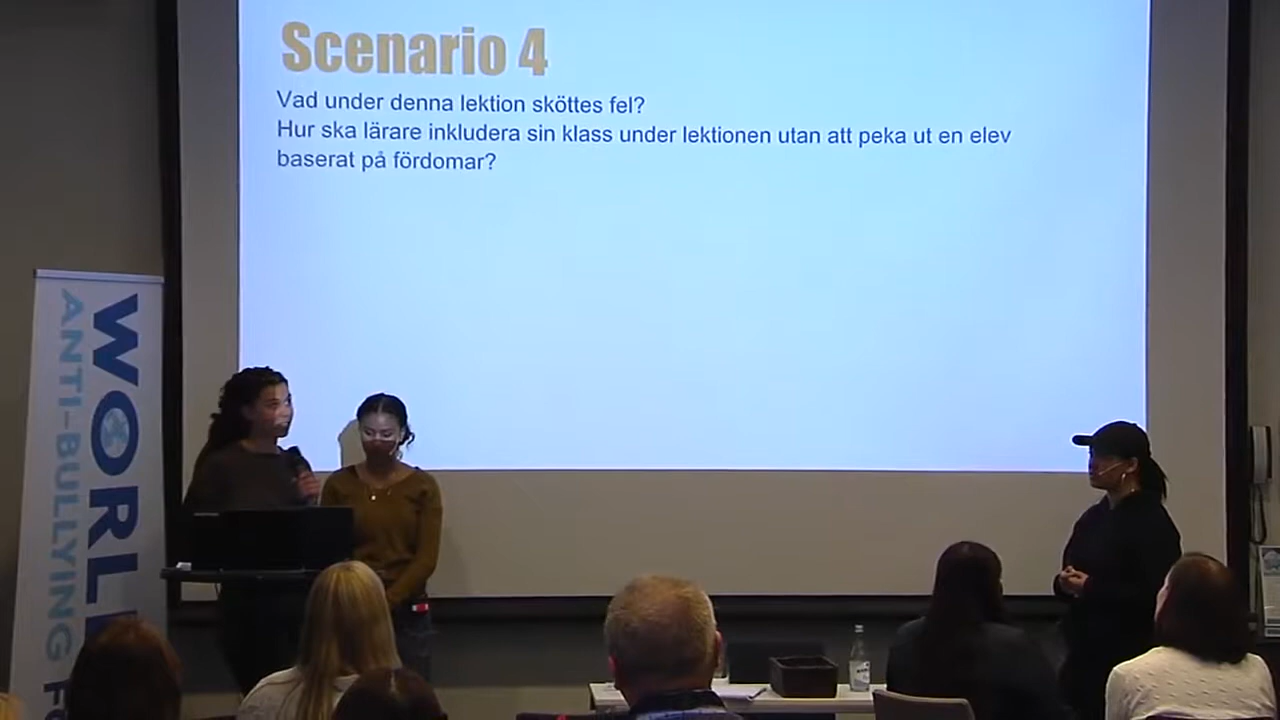 Scenario 4
Vad under denna lektion sköttes fel?
Hur ska lärare inkludera sin klass under lektionen utan att peka ut en elev
baserat på fördomar?
WORL
ANTI-BULLYING F